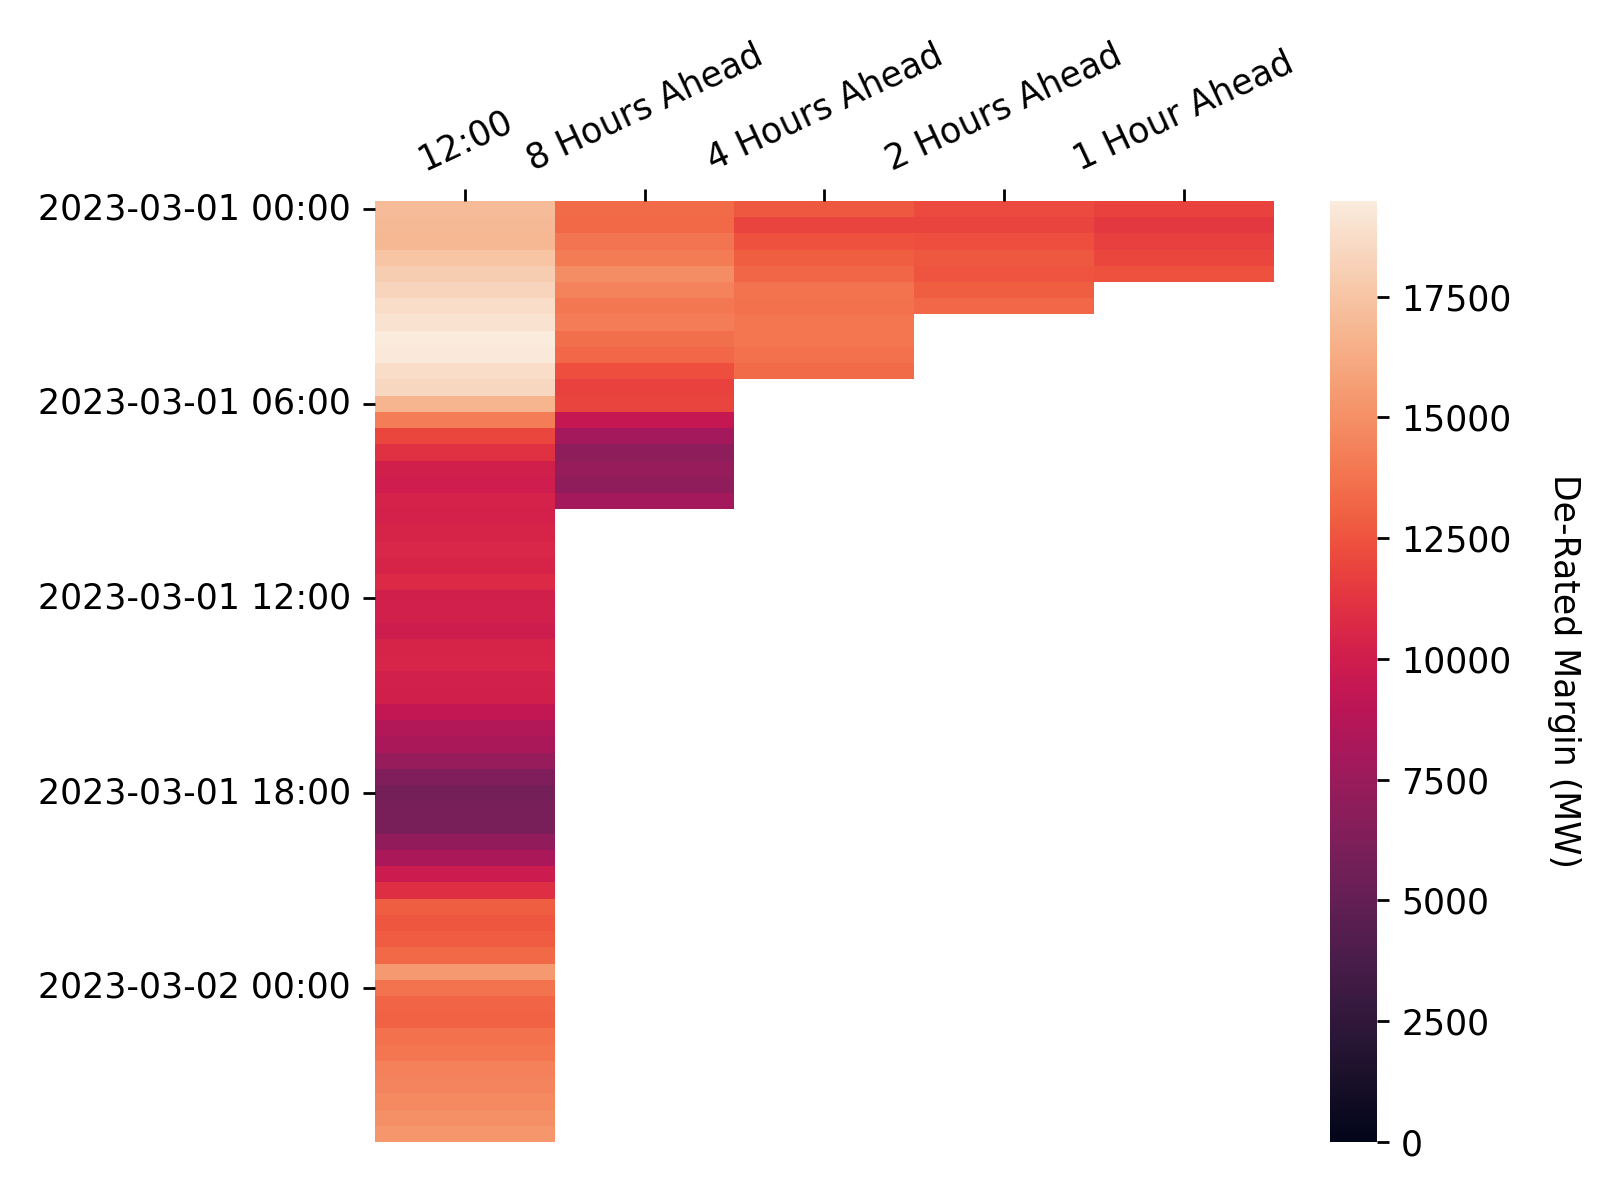 12:00
8 Hours Ahead
4 Hours Ahead
2 Hours Ahead
1 Hour Ahead
2023-03-01 00:00
2023-03-01 06:00
2023-03-01 12:00
2023-03-01 18:00
2023-03-02 00:00
17500
15000
12500
10000
7500
5000
2500
0
De-Rated Margin (MW)